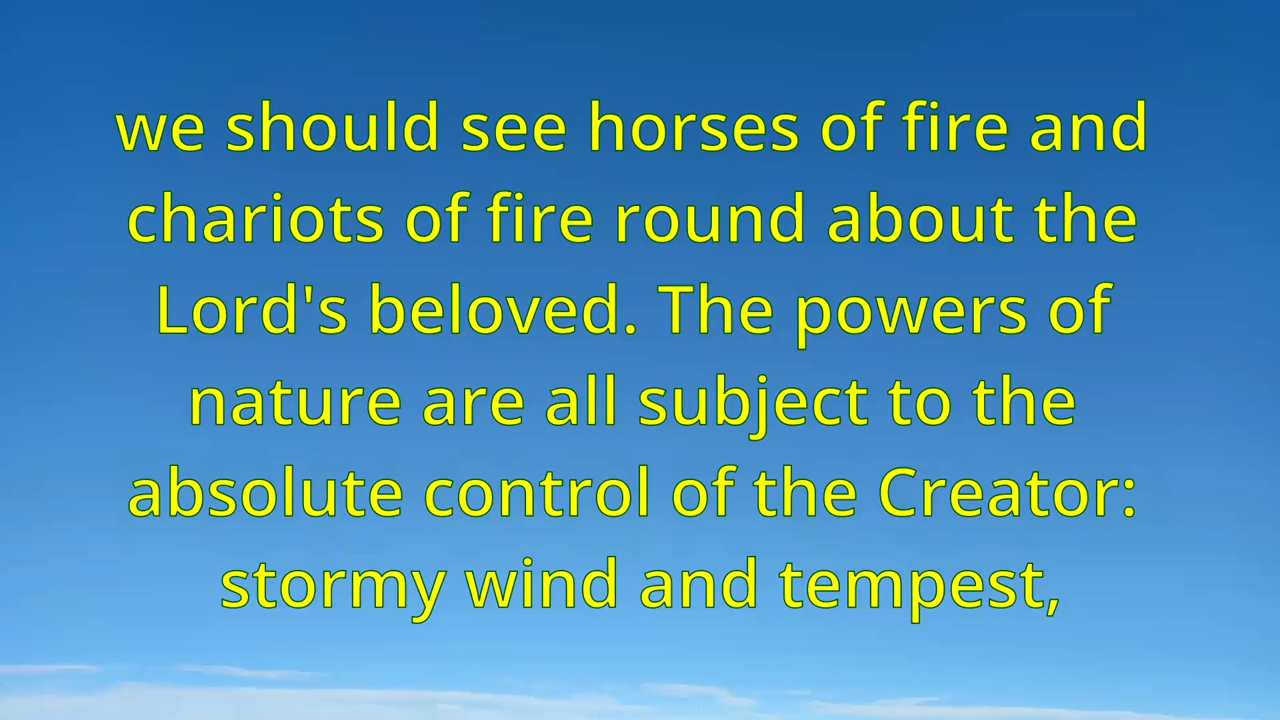 we should see horses of fire and
chariots of fire round about the
Lord's beloved. The powers of
nature are all subject to the
absolute control of the Creator:
stormy wind and tempest,